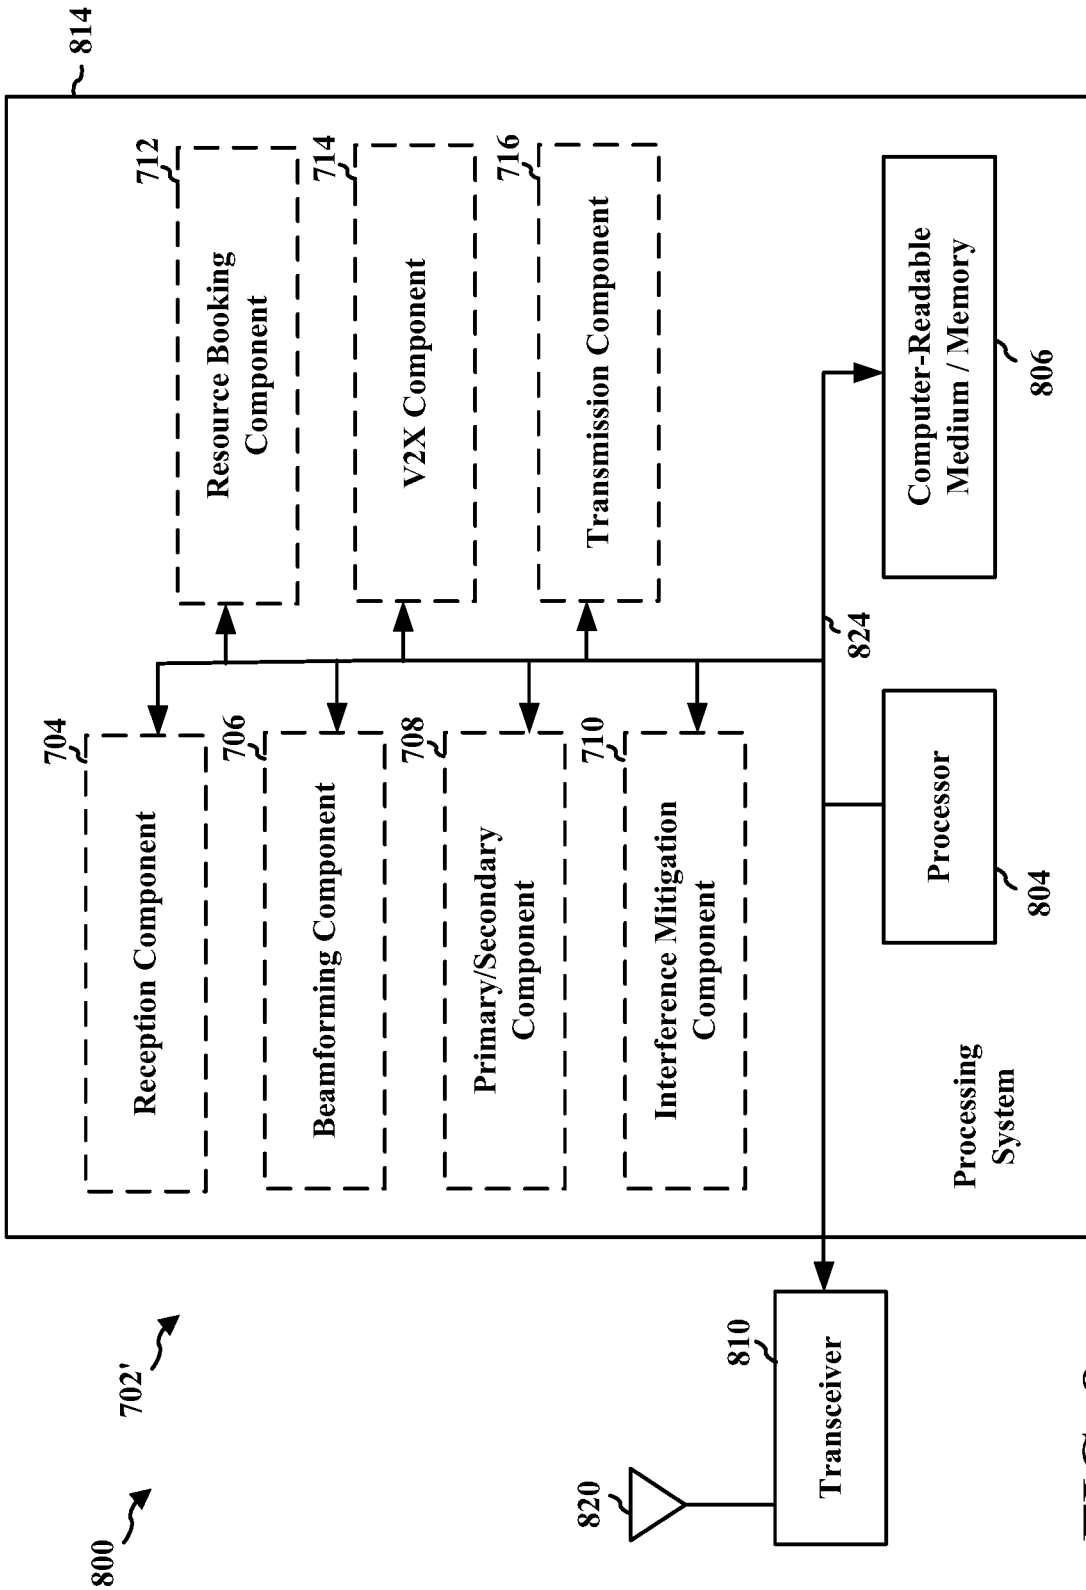 800
702'
814
704
Reception Component
712
Resource Booking
Component
706
Beamforming Component
714
V2X Component
708
Primary/Secondary
Component
716
Transmission Component
710
Interference Mitigation
Component
820
810
Transceiver
824
Processing
System
Processor
804
Computer-Readable
Medium / Memory
806